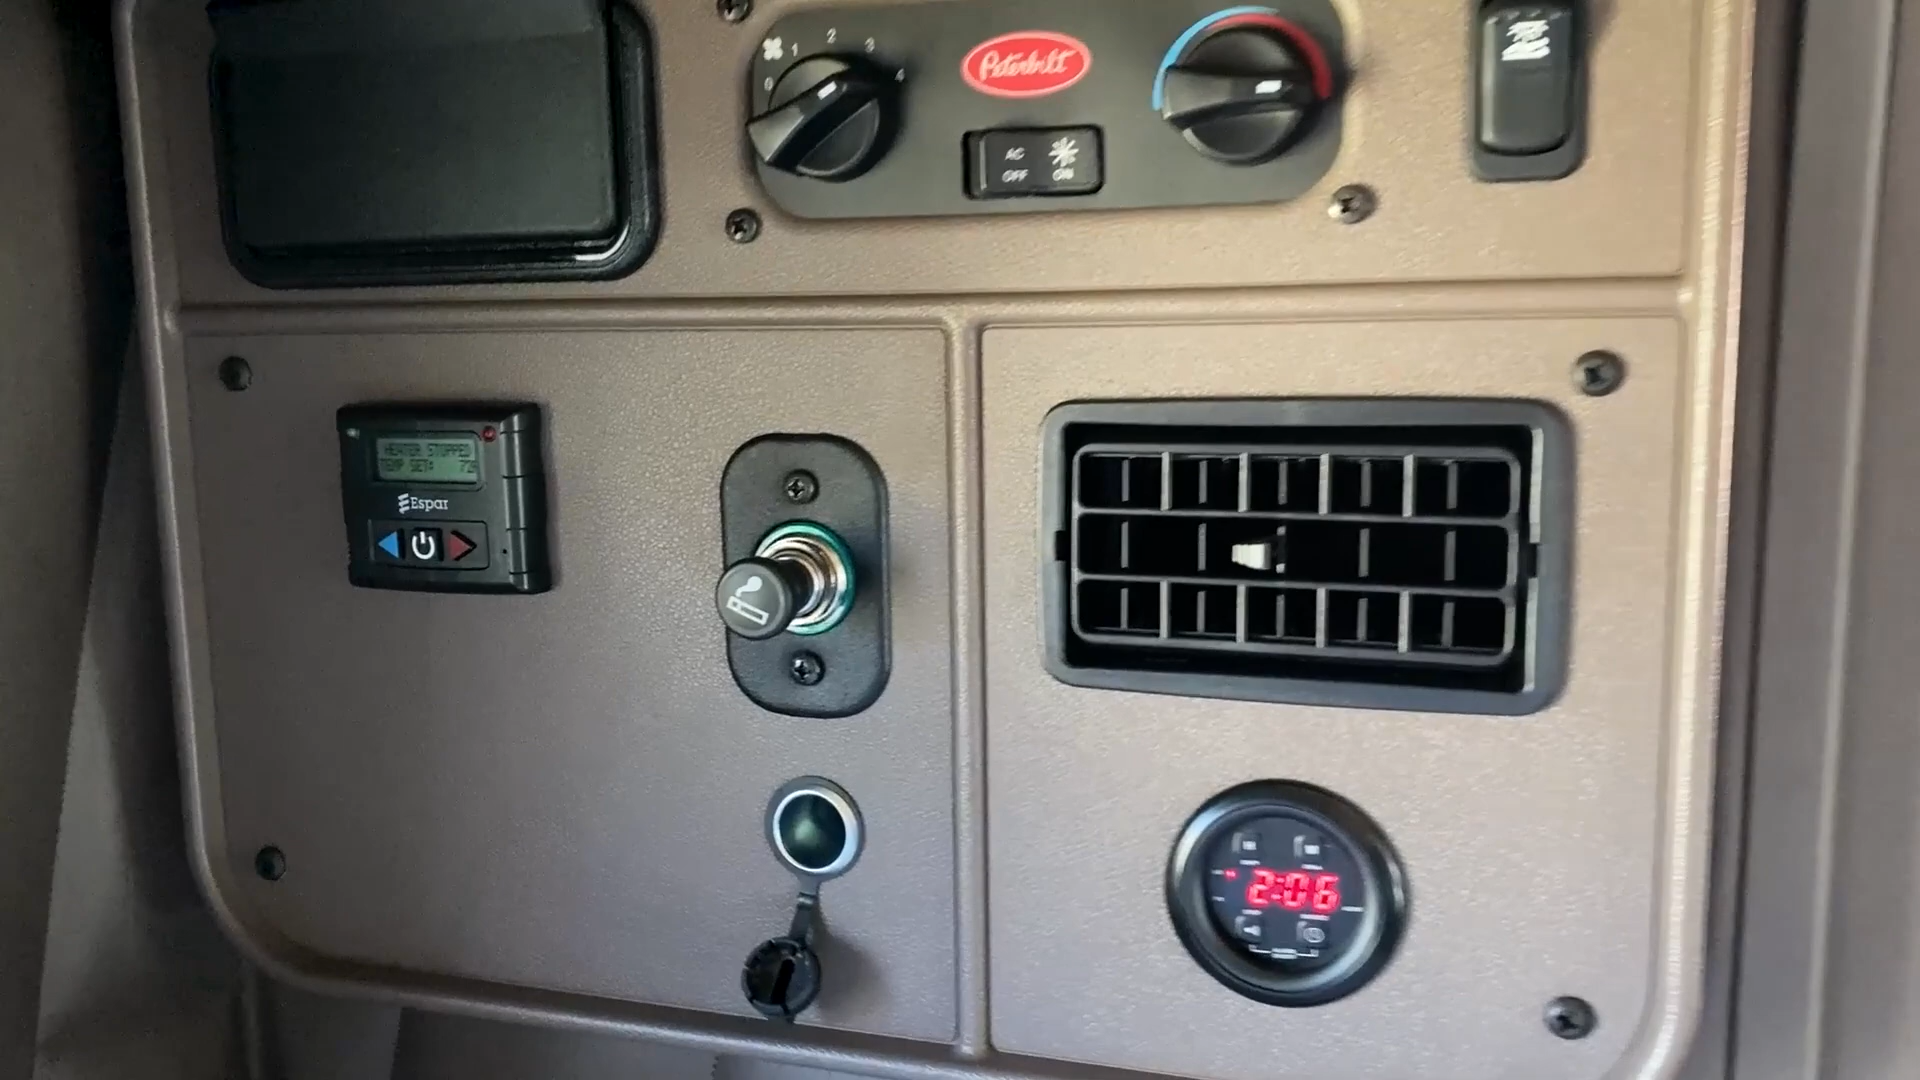 0 1 2 3 4
Peterbilt
AC
OFF ON
HEATER STOPPED
TEMP SET=
Espar
2:06